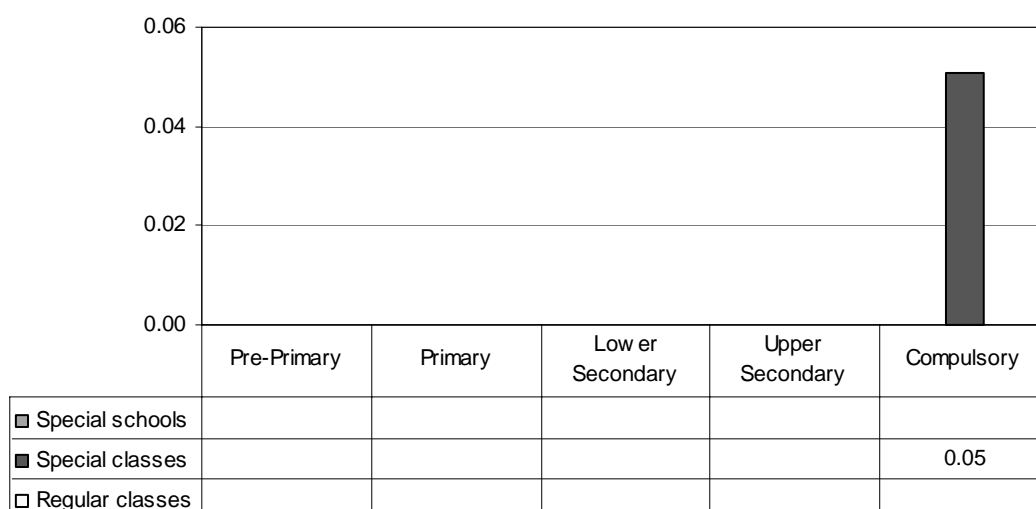 0.06
0.04
0.02
0.00
Pre-Primary
Primary
Low er
Secondary
Upper
Secondary
Compulsory
Special schools
Special classes 0.05
Regular classes